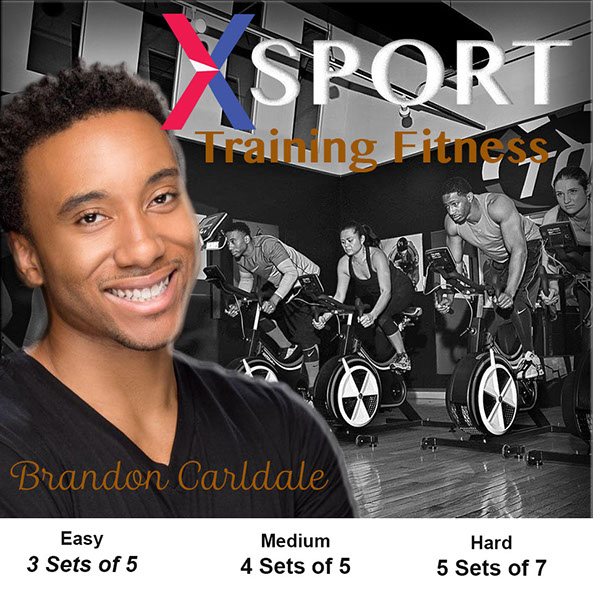 XSPORT
Training Fitness
Brandon Carldale
Easy
3 Sets of 5
Medium
4 Sets of 5
Hard
5 Sets of 7